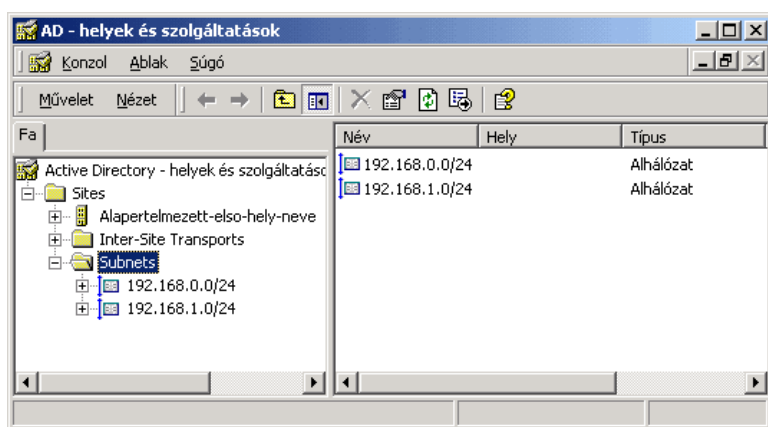 AD - helyek és szolgáltatások
Konzol Ablak Súgó
Művelet Nézet
Fa
Active Directory - helyek és szolgáltatásc
Sites
Alapertelmezett-elso-hely-neve
Inter-Site Transports
Subnets
192.168.0.0/24
192.168.1.0/24
Név Hely Típus
192.168.0.0/24 Alhálózat
192.168.1.0/24 Alhálózat